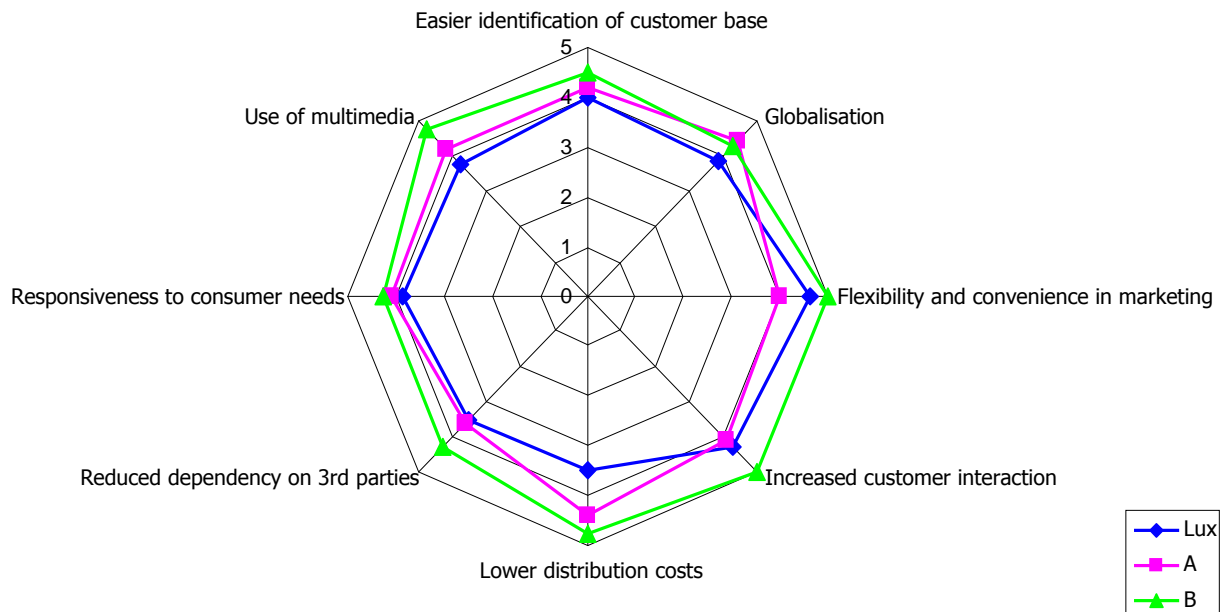 Easier identification of customer base
5
4
3
2
1
0
Use of multimedia
Globalisation
Responsiveness to consumer needs
Flexibility and convenience in marketing
Reduced dependency on 3rd parties
Increased customer interaction
Lower distribution costs
Lux
A
B